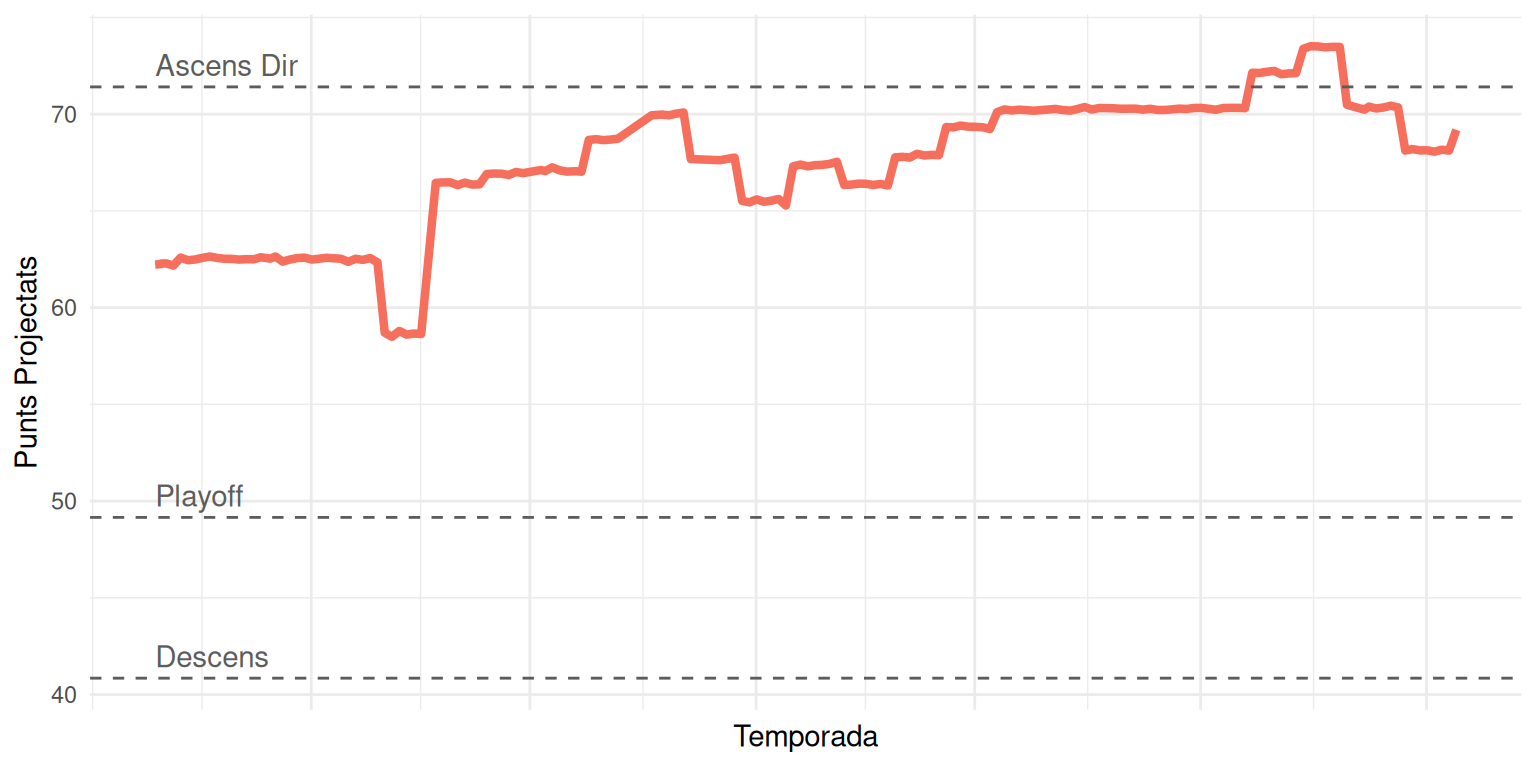 Ascens Dir
70
60
Playoff
50
Descens
40
Punts Projectats
Temporada